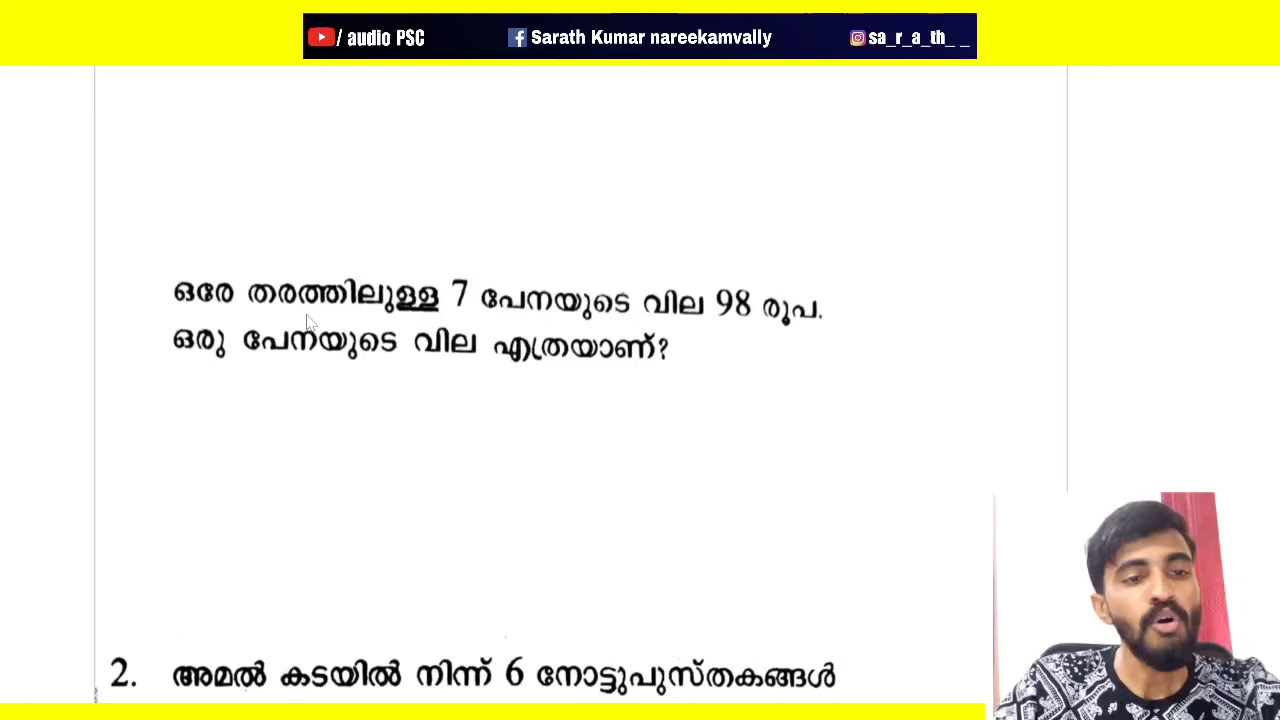 / audio PSC
Sarath Kumar nareekamvally
sa_r_a_th_ _
ഒരേ തരത്തിലുള്ള 7 പേനയുടെ വില 98 രൂപ.
ഒരു പേനയുടെ വില എത്രയാണ്?
2. അമൽ കടയിൽ നിന്ന് 6 നോട്ടുപുസ്തകങ്ങൾ